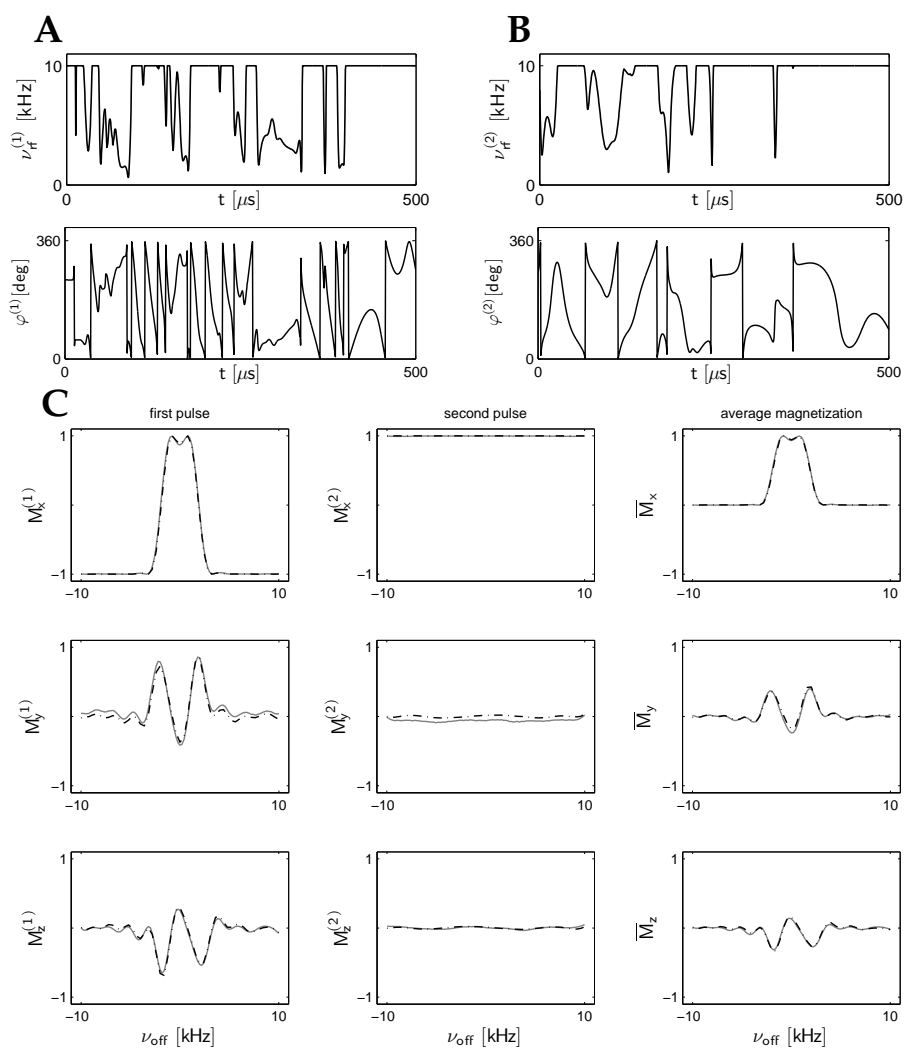 A
B
10
0
ν_rf^(1) [kHz]
0
500
t [μs]
10
0
ν_rf^(2) [kHz]
0
500
t [μs]
360
0
φ^(1) [deg]
0
500
t [μs]
360
0
φ^(2) [deg]
0
500
t [μs]
C
first pulse
second pulse
average magnetization
1
−1
M_x^(1)
−10
10
1
−1
M_x^(2)
−10
10
1
−1
M̅_x
−10
10
1
−1
M_y^(1)
−10
10
1
−1
M_y^(2)
−10
10
1
−1
M̅_y
−10
10
1
−1
M_z^(1)
−10
10
ν_off [kHz]
1
−1
M_z^(2)
−10
10
ν_off [kHz]
1
−1
M̅_z
−10
10
ν_off [kHz]